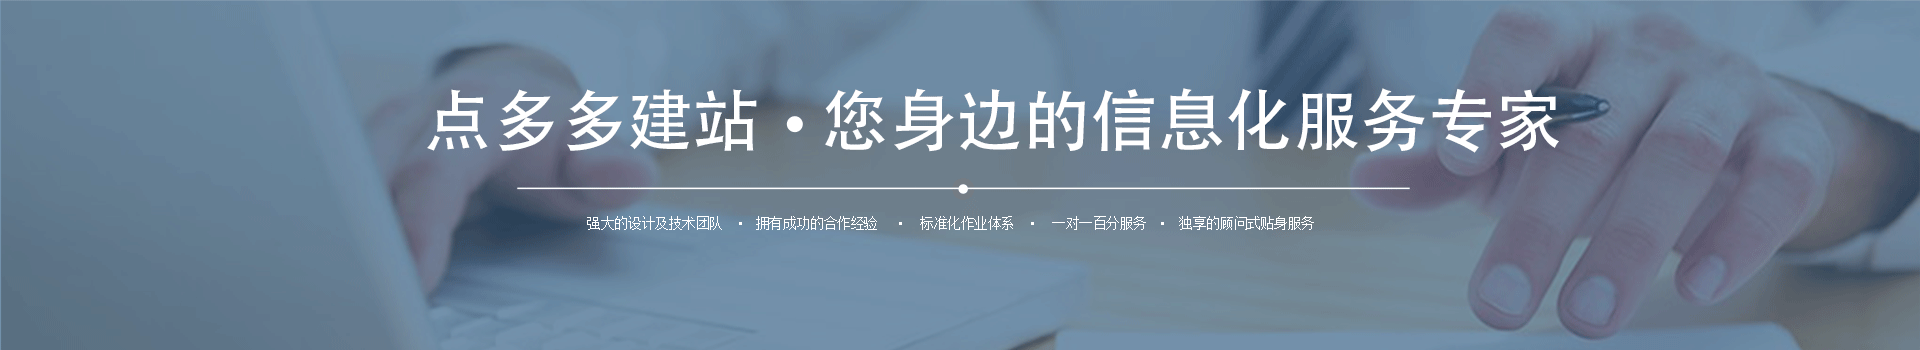 点多多建站·您身边的信息化服务专家
强大的设计及技术团队 · 拥有成功的合作经验 · 标准化作业体系 · 一对一百分服务 · 独享的顾问式贴身服务